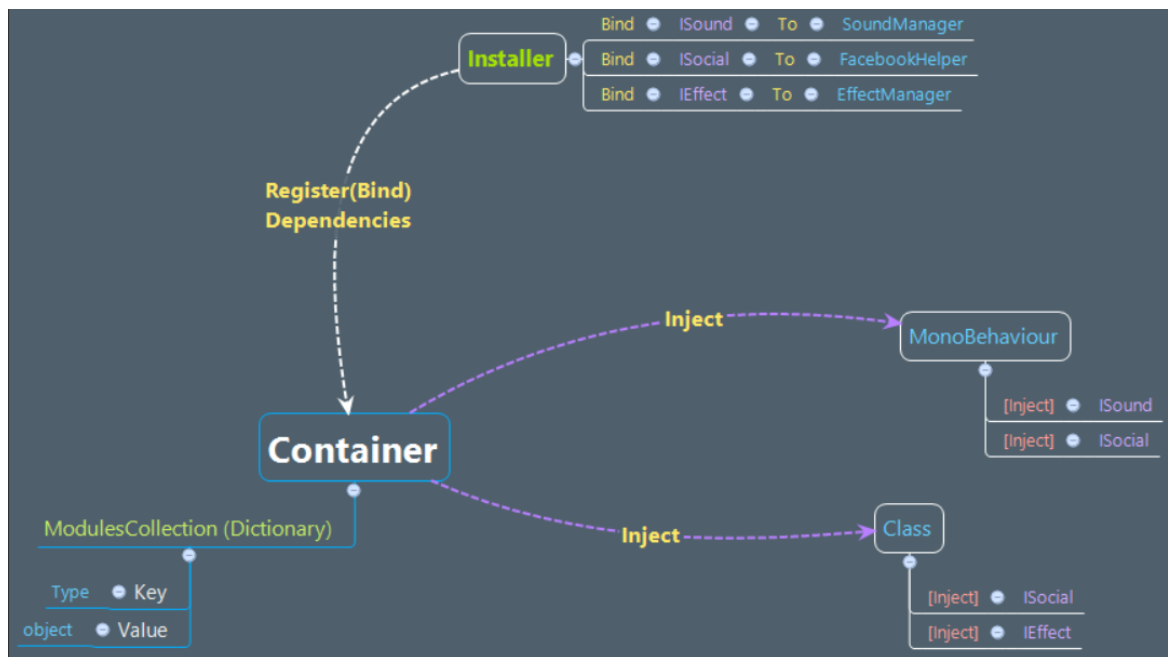 Bind ISound To SoundManager
Installer
Bind ISocial To FacebookHelper
Bind IEffect To EffectManager
Register(Bind)
Dependencies
Inject
MonoBehaviour
[Inject] ISound
[Inject] ISocial
Container
ModulesCollection (Dictionary)
Type Key
object Value
Inject
Class
[Inject] ISocial
[Inject] IEffect